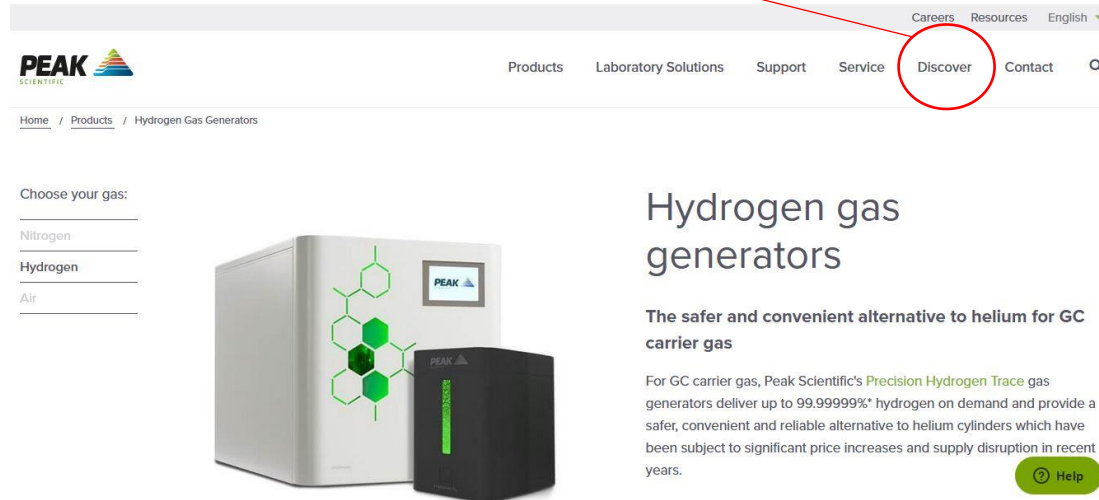 Careers Resources English
PEAK
SCIENTIFIC
Products Laboratory Solutions Support Service Discover Contact
Home / Products / Hydrogen Gas Generators
Choose your gas:
Nitrogen
Hydrogen
Air
PEAK
PEAK
Hydrogen gas
generators
The safer and convenient alternative to helium for GC
carrier gas
For GC carrier gas, Peak Scientific's Precision Hydrogen Trace gas
generators deliver up to 99.99999%* hydrogen on demand and provide a
safer, convenient and reliable alternative to helium cylinders which have
been subject to significant price increases and supply disruption in recent
years.
? Help